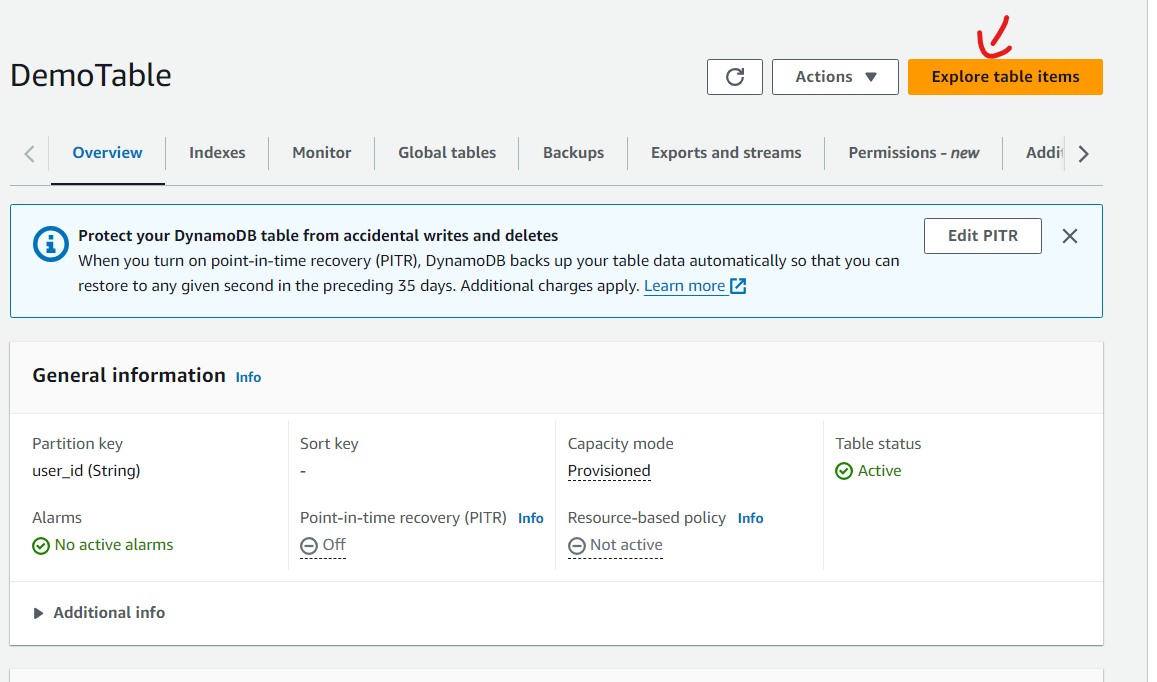 DemoTable
Actions
Explore table items
Overview
Indexes
Monitor
Global tables
Backups
Exports and streams
Permissions - new
Addit
Protect your DynamoDB table from accidental writes and deletes
When you turn on point-in-time recovery (PITR), DynamoDB backs up your table data automatically so that you can
restore to any given second in the preceding 35 days. Additional charges apply. Learn more
Edit PITR
General information Info
Partition key
user_id (String)
Sort key
-
Capacity mode
Provisioned
Table status
Active
Alarms
No active alarms
Point-in-time recovery (PITR) Info
Off
Resource-based policy Info
Not active
Additional info